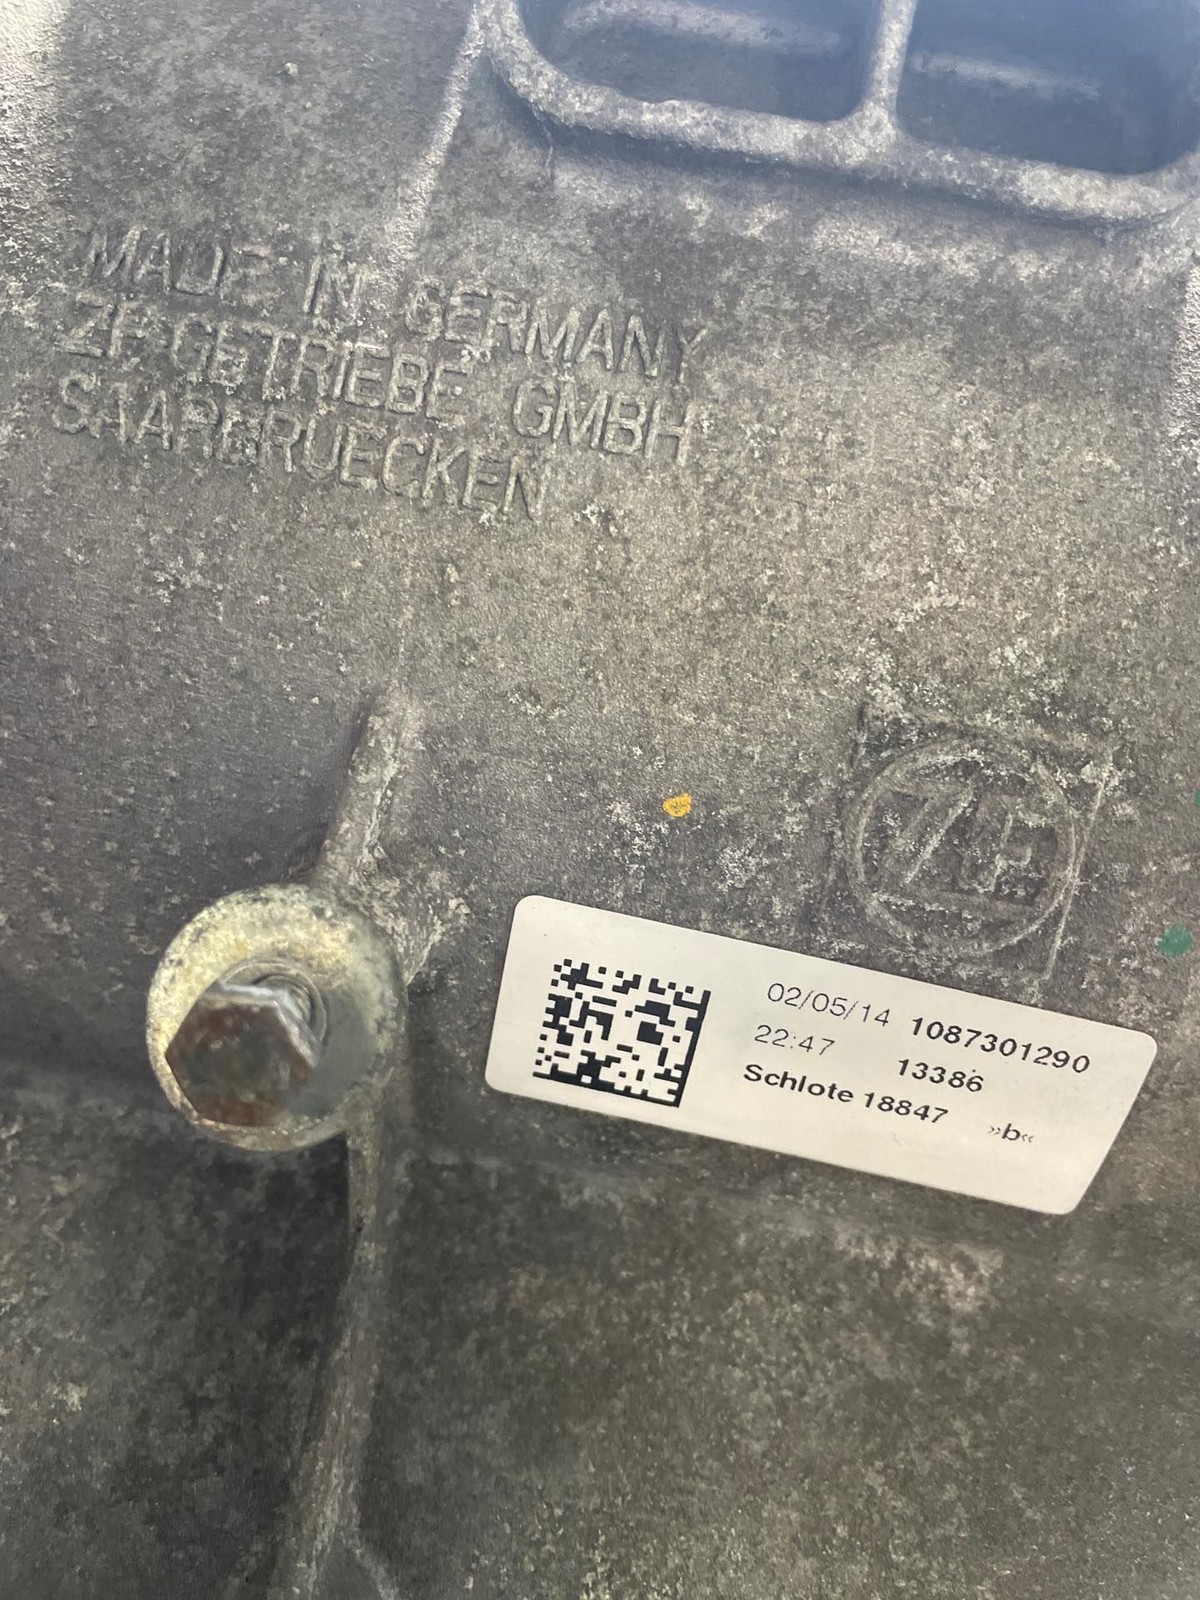 MADE IN GERMANY
ZF GETRIEBE GMBH
SAARBRUECKEN
ZF
02/05/14 1087301290
22:47 13386
Schlote 18847 »b«